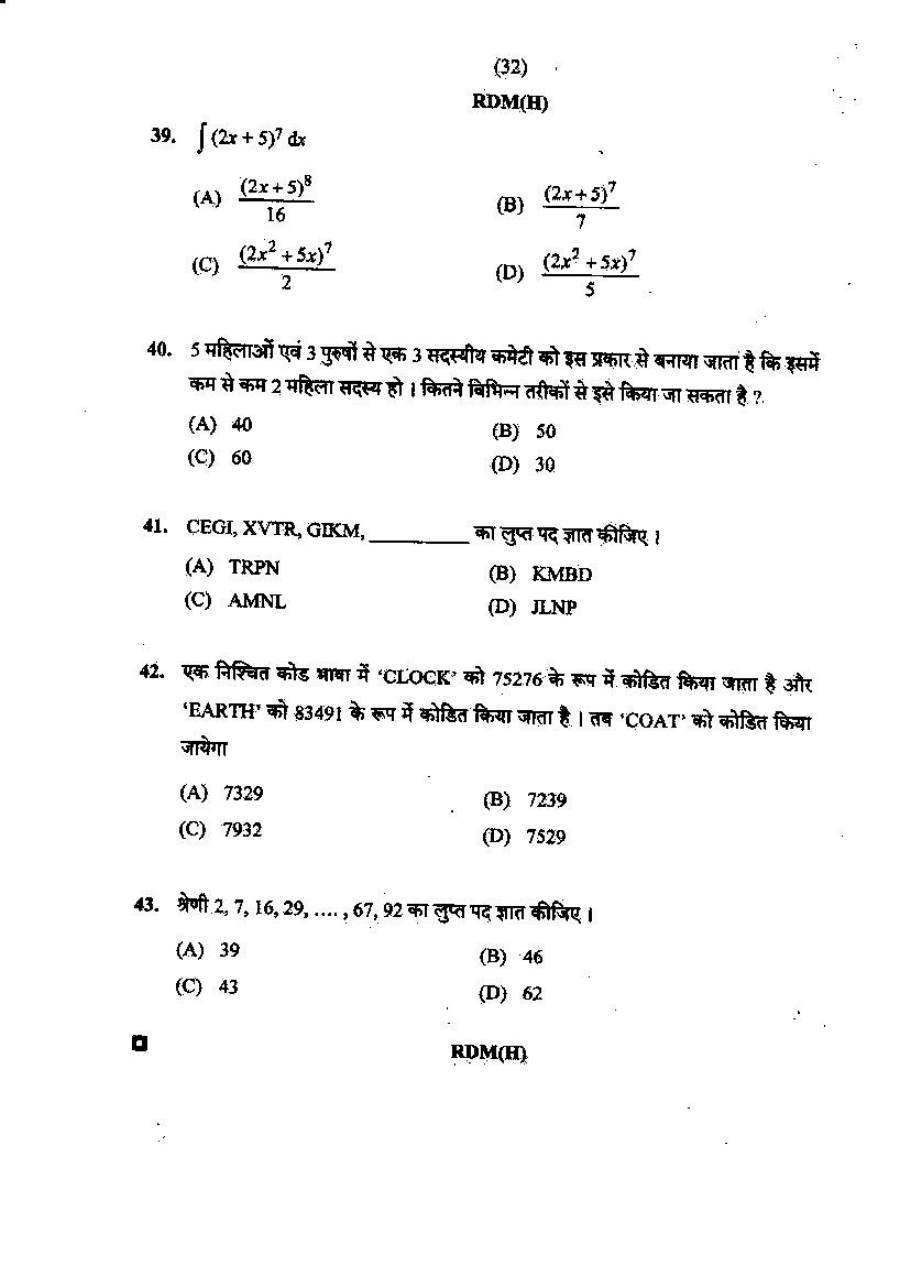 (32)
RDM(H)
39. ∫ (2x + 5)⁷ dx
(A) (2x+5)⁸/16 (B) (2x+5)⁷/7
(C) (2x² + 5x)⁷/2 (D) (2x² + 5x)⁷/5
40. 5 महिलाओं एवं 3 पुरुषों से एक 3 सदस्यीय कमेटी को इस प्रकार से बनाया जाता है कि इसमें
कम से कम 2 महिला सदस्य हो । कितने विभिन्न तरीकों से इसे किया जा सकता है ?
(A) 40 (B) 50
(C) 60 (D) 30
41. CEGI, XVTR, GIKM, __________ का लुप्त पद ज्ञात कीजिए ।
(A) TRPN (B) KMBD
(C) AMNL (D) JLNP
42. एक निश्चित कोड भाषा में ‘CLOCK’ को 75276 के रूप में कोडित किया जाता है और
‘EARTH’ को 83491 के रूप में कोडित किया जाता है । तब ‘COAT’ को कोडित किया
जायेगा
(A) 7329 (B) 7239
(C) 7932 (D) 7529
43. श्रेणी 2, 7, 16, 29, .... , 67, 92 का लुप्त पद ज्ञात कीजिए ।
(A) 39 (B) 46
(C) 43 (D) 62
RDM(H)